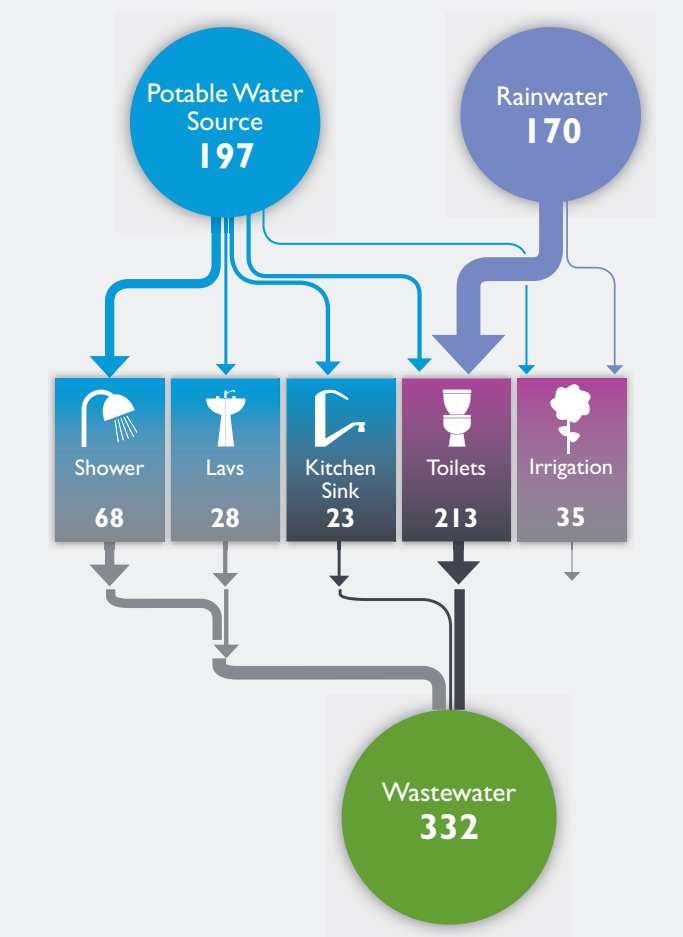 Potable Water
Source
197
Rainwater
170
Shower
68
Lavs
28
Kitchen
Sink
23
Toilets
213
Irrigation
35
Wastewater
332